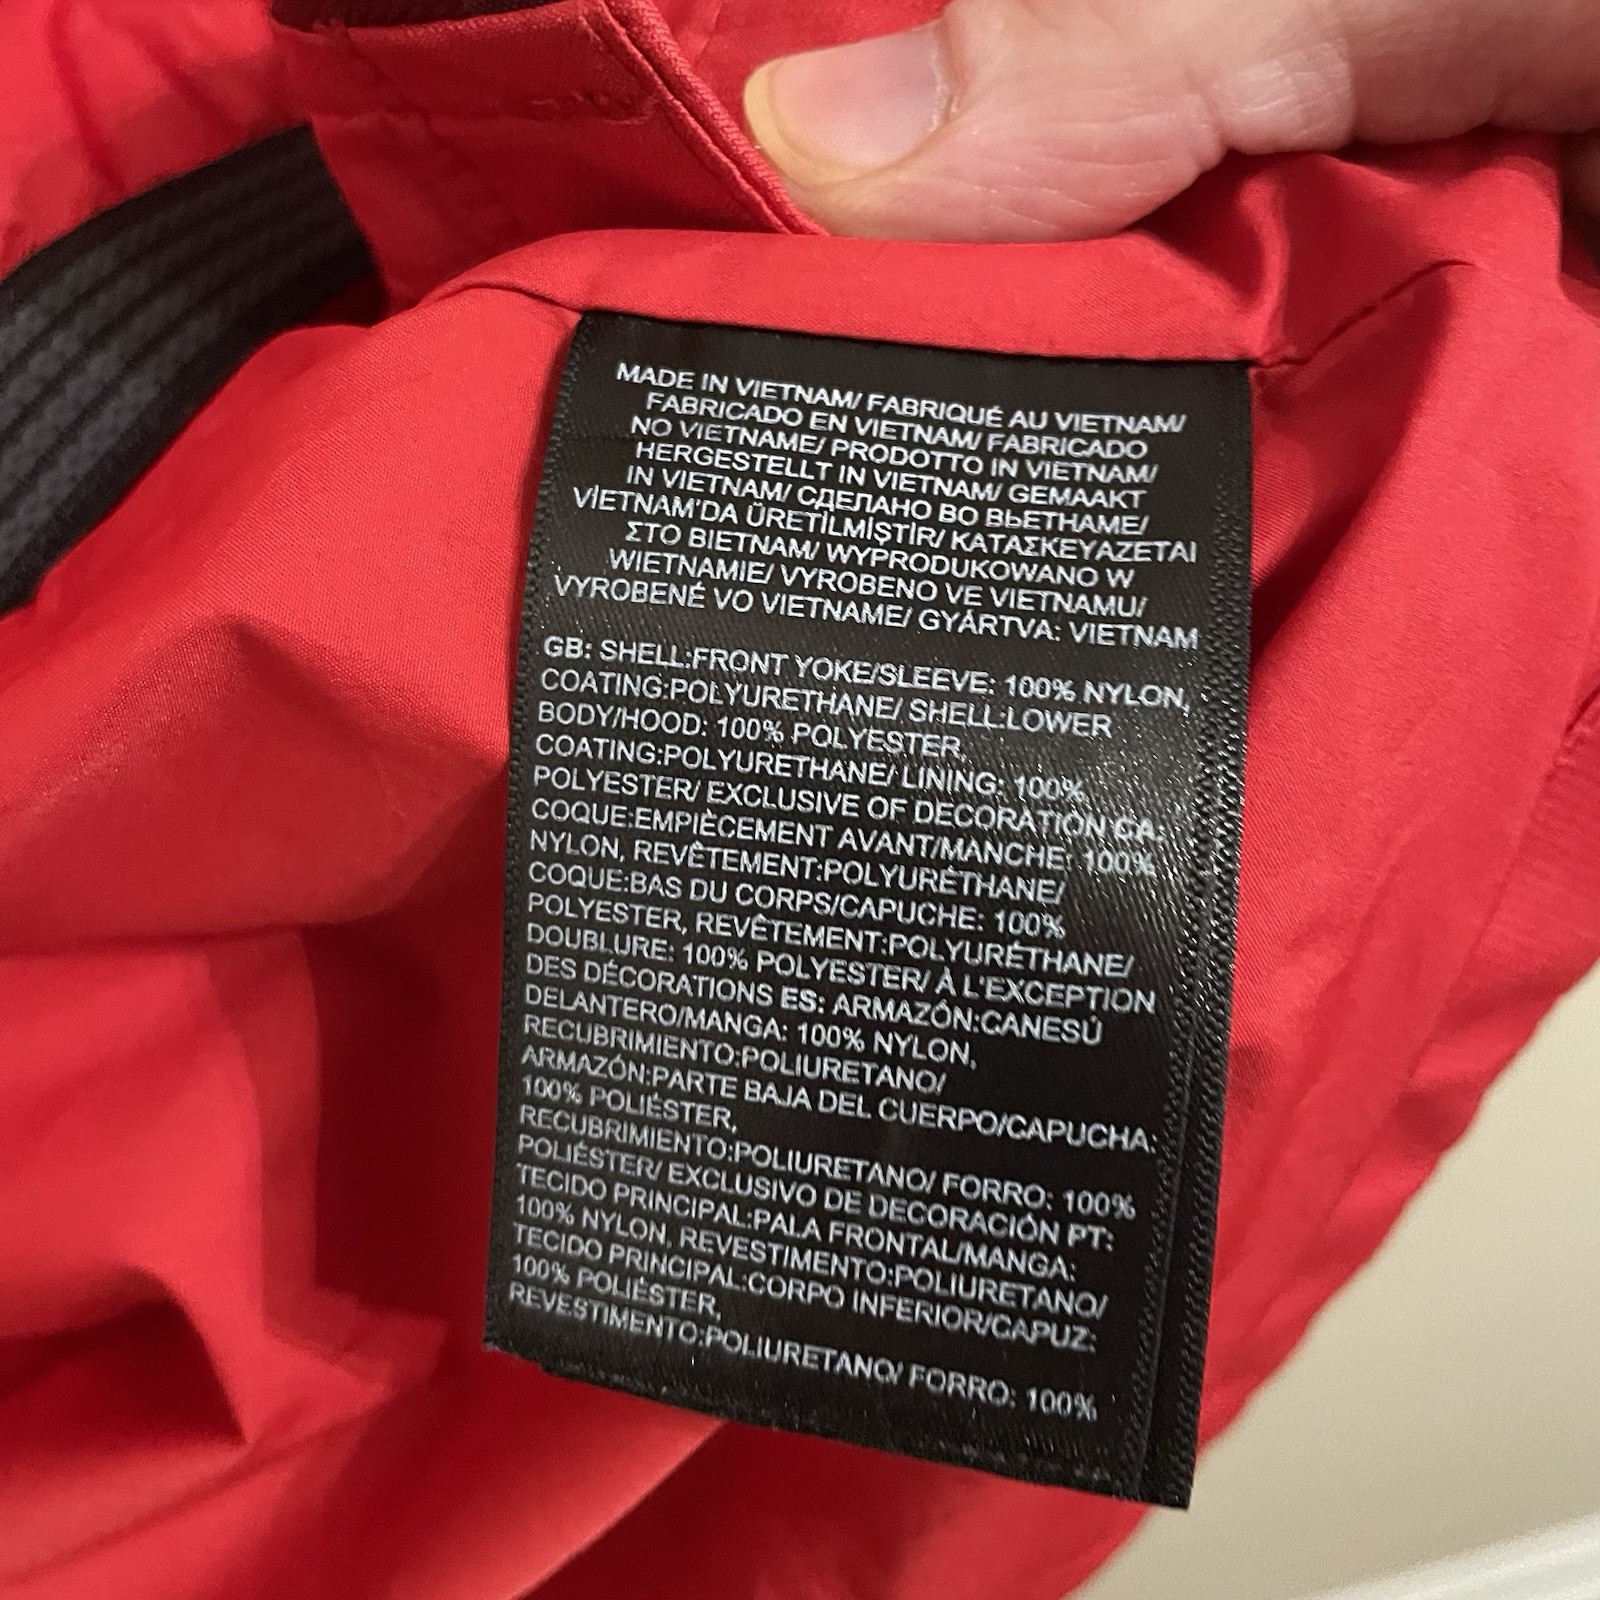 MADE IN VIETNAM/ FABRIQUÉ AU VIETNAM/
FABRICADO EN VIETNAM/ FABRICADO
NO VIETNAME/ PRODOTTO IN VIETNAM/
HERGESTELLT IN VIETNAM/ GEMAAKT
IN VIETNAM/ СДЕЛАНО ВО ВЬЕТНАМЕ/
VİETNAM'DA ÜRETİLMİŞTİR/ ΚΑΤΑΣΚΕΥΑΖΕΤΑΙ
ΣΤΟ ΒΙΕΤΝΑΜ/ WYPRODUKOWANO W
WIETNAMIE/ VYROBENO VE VIETNAMU/
VYROBENÉ VO VIETNAME/ GYÁRTVA: VIETNAM
GB: SHELL:FRONT YOKE/SLEEVE: 100% NYLON,
COATING:POLYURETHANE/ SHELL:LOWER
BODY/HOOD: 100% POLYESTER,
COATING:POLYURETHANE/ LINING: 100%
POLYESTER/ EXCLUSIVE OF DECORATION CA:
COQUE:EMPIÈCEMENT AVANT/MANCHE: 100%
NYLON, REVÊTEMENT:POLYURÉTHANE/
COQUE:BAS DU CORPS/CAPUCHE: 100%
POLYESTER, REVÊTEMENT:POLYURÉTHANE/
DOUBLURE: 100% POLYESTER/ À L'EXCEPTION
DES DÉCORATIONS ES: ARMAZÓN:CANESÚ
DELANTERO/MANGA: 100% NYLON,
RECUBRIMIENTO:POLIURETANO/
ARMAZÓN:PARTE BAJA DEL CUERPO/CAPUCHA:
100% POLIÉSTER,
RECUBRIMIENTO:POLIURETANO/ FORRO: 100%
POLIÉSTER/ EXCLUSIVO DE DECORACIÓN PT:
TECIDO PRINCIPAL:PALA FRONTAL/MANGA:
100% NYLON, REVESTIMENTO:POLIURETANO/
TECIDO PRINCIPAL:CORPO INFERIOR/CAPUZ:
100% POLIÉSTER,
REVESTIMENTO:POLIURETANO/ FORRO: 100%